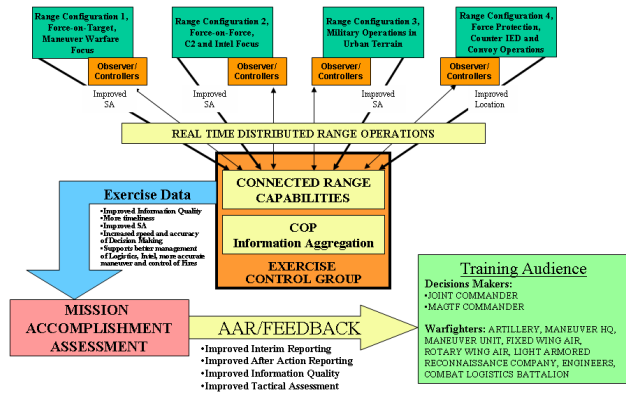 Range Configuration 1,
Force-on-Target,
Maneuver Warfare
Focus
Range Configuration 2,
Force-on-Force,
C2 and Intel Focus
Range Configuration 3,
Military Operations in
Urban Terrain
Range Configuration 4,
Force Protection,
Counter IED and
Convoy Operations
Observer/
Controllers
Observer/
Controllers
Observer/
Controllers
Observer/
Controllers
Improved
SA
Improved
SA
Improved
SA
Improved
Location
REAL TIME DISTRIBUTED RANGE OPERATIONS
CONNECTED RANGE
CAPABILITIES
COP
Information Aggregation
EXERCISE
CONTROL GROUP
Exercise Data
•Improved Information Quality
•More timeliness
•Improved SA
•Increased speed and accuracy
of Decision Making
•Supports better management
of Logistics, Intel, more accurate
maneuver and control of Fires
MISSION
ACCOMPLISHMENT
ASSESSMENT
AAR/FEEDBACK
•Improved Interim Reporting
•Improved After Action Reporting
•Improved Information Quality
•Improved Tactical Assessment
Training Audience
Decisions Makers:
•JOINT COMMANDER
•MAGTF COMMANDER
Warfighters: ARTILLERY, MANEUVER HQ,
MANEUVER UNIT, FIXED WING AIR,
ROTARY WING AIR, LIGHT ARMORED
RECONNAISSANCE COMPANY, ENGINEERS,
COMBAT LOGISTICS BATTALION